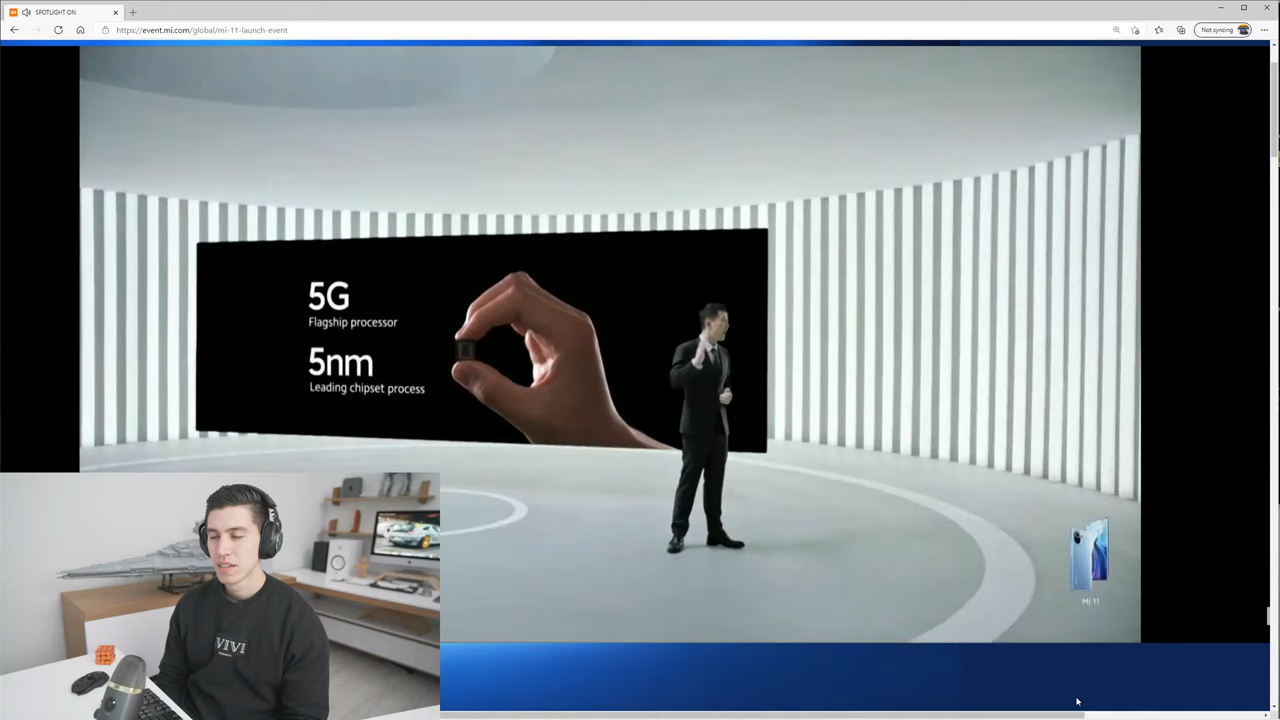 SPOTLIGHT ON
https://event.mi.com/global/mi-11-launch-event
Not syncing
5G
Flagship processor
5nm
Leading chipset process
Mi 11
VIVI